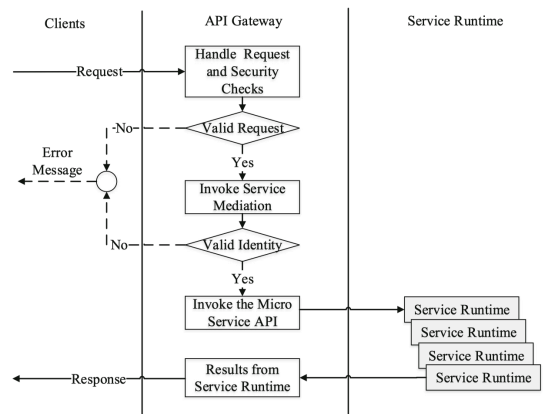 Clients
API Gateway
Service Runtime
Request
Handle Request
and Security
Checks
No
Valid Request
Error
Message
Yes
Invoke Service
Mediation
No
Valid Identity
Yes
Invoke the Micro
Service API
Service Runtime
Service Runtime
Service Runtime
Service Runtime
Response
Results from
Service Runtime